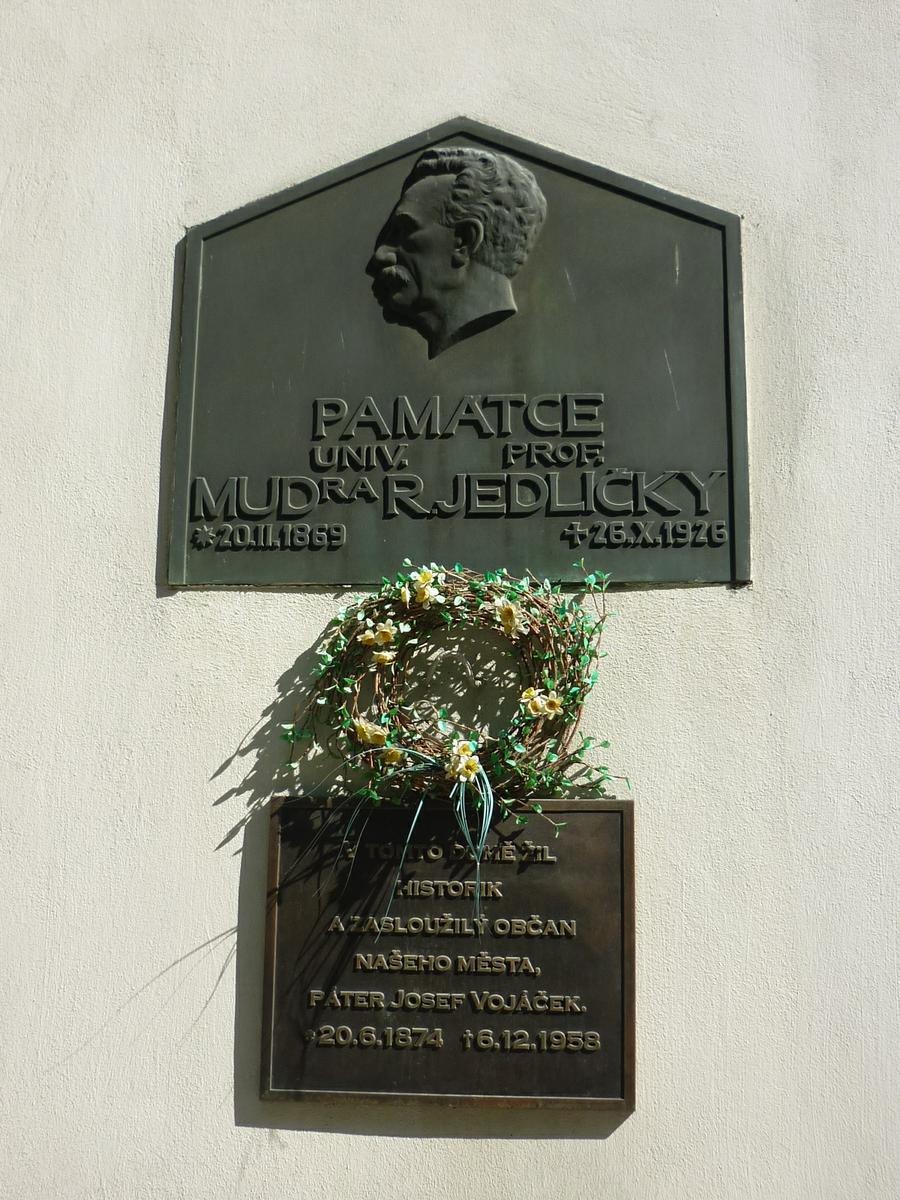 PAMÁTCE
UNIV. PROF.
MUDRA R. JEDLIČKY
*20.II.1869 ✝26.X.1926
V TOMTO DOMĚ ŽIL
HISTORIK
A ZASLOUŽILÝ OBČAN
NAŠEHO MĚSTA,
PÁTER JOSEF VOJÁČEK.
*20.6.1874 †6.12.1958